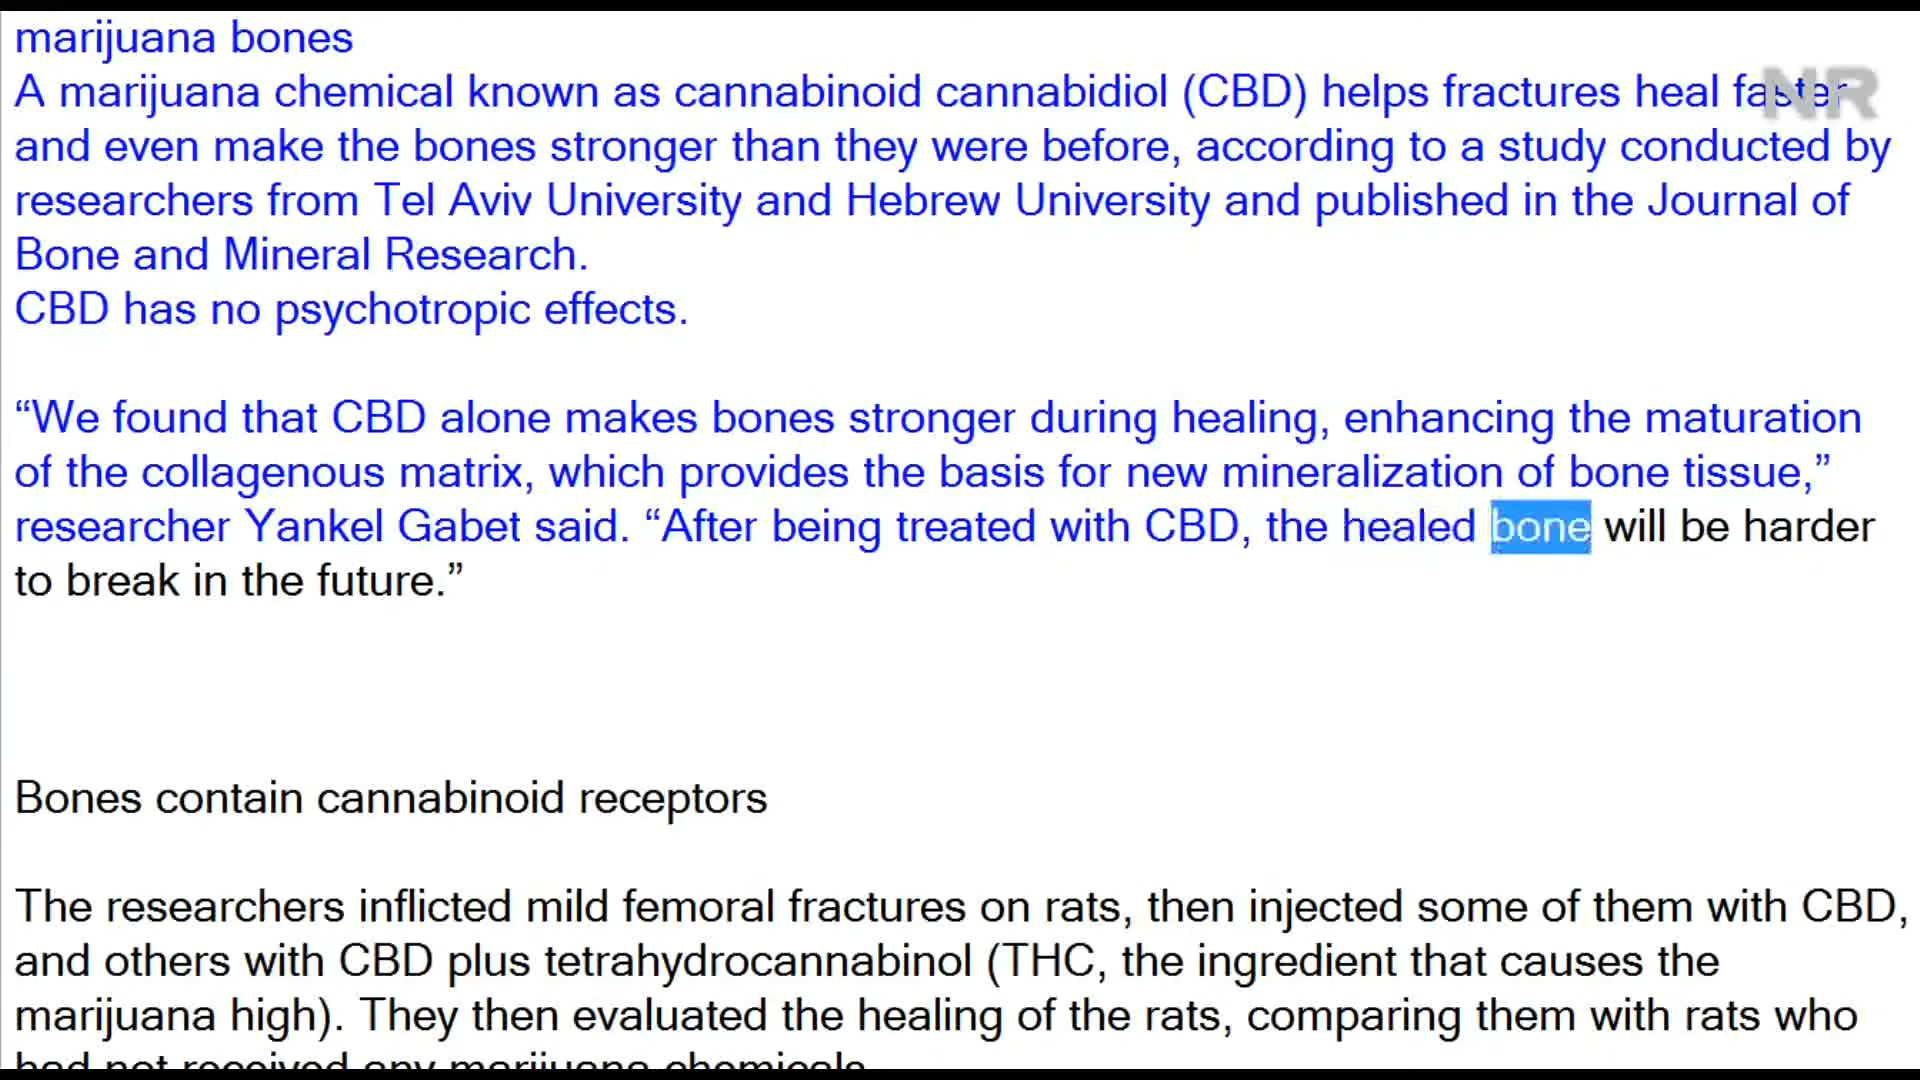 marijuana bones
A marijuana chemical known as cannabinoid cannabidiol (CBD) helps fractures heal faster
and even make the bones stronger than they were before, according to a study conducted by
researchers from Tel Aviv University and Hebrew University and published in the Journal of
Bone and Mineral Research.
CBD has no psychotropic effects.
“We found that CBD alone makes bones stronger during healing, enhancing the maturation
of the collagenous matrix, which provides the basis for new mineralization of bone tissue,”
researcher Yankel Gabet said. “After being treated with CBD, the healed bone will be harder
to break in the future.”
Bones contain cannabinoid receptors
The researchers inflicted mild femoral fractures on rats, then injected some of them with CBD,
and others with CBD plus tetrahydrocannabinol (THC, the ingredient that causes the
marijuana high). They then evaluated the healing of the rats, comparing them with rats who
had not received any marijuana chemicals.
NR